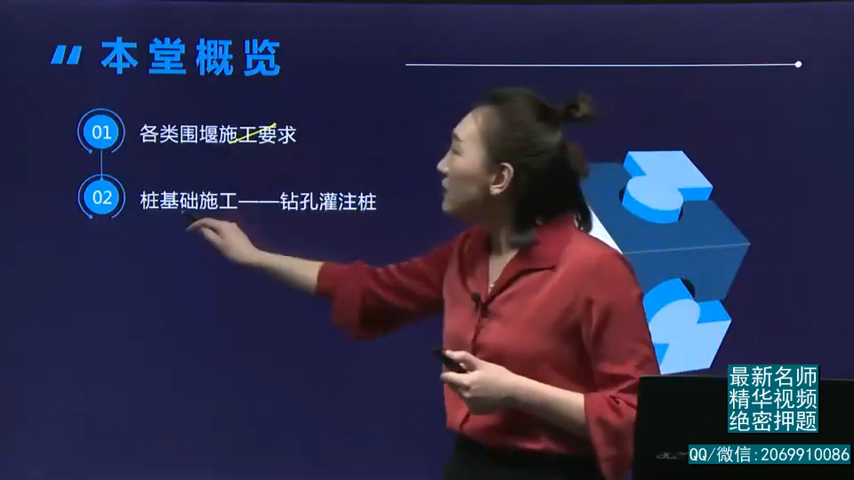 本堂概览
01 各类围堰施工要求
02 桩基础施工——钻孔灌注桩
最新名师
精华视频
绝密押题
QQ/微信:2069910086